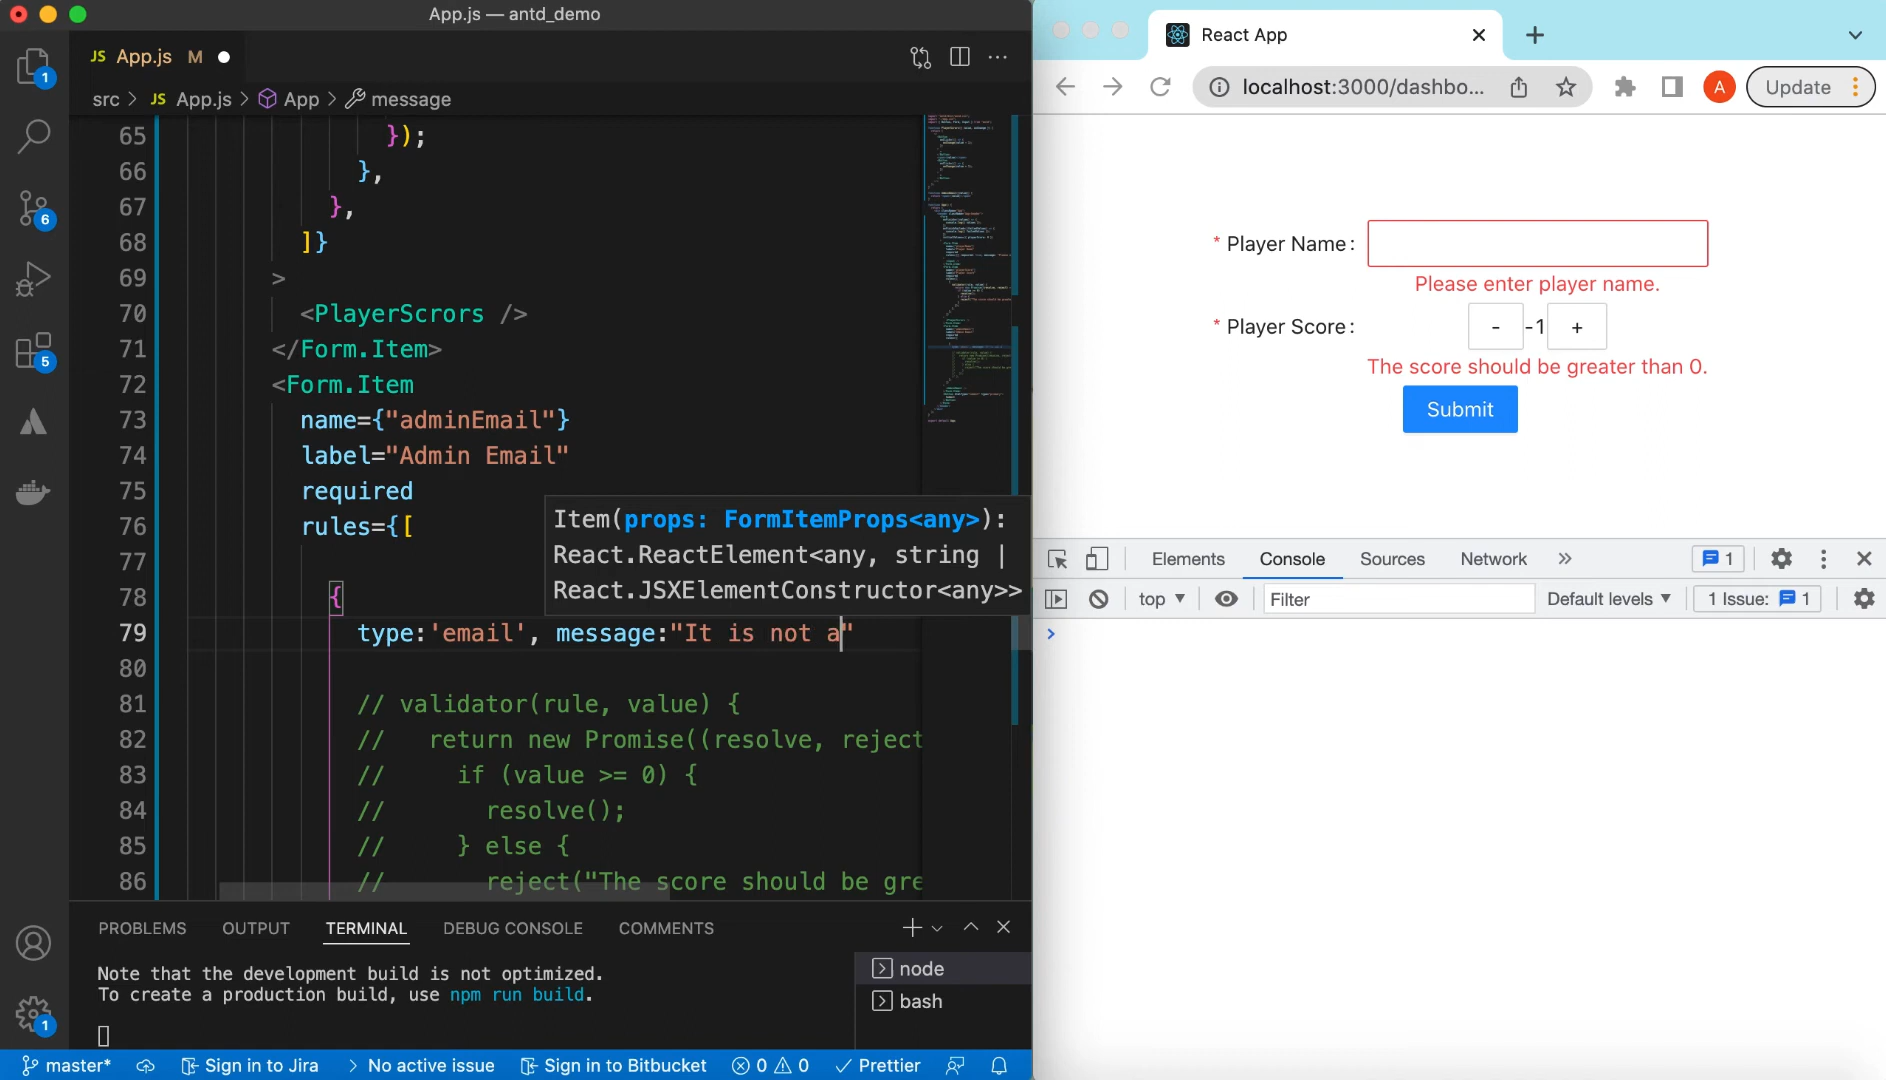 App.js — antd_demo
JS App.js M
src > JS App.js > App > message
65 });
66 },
67 },
68 ]}
69 >
70 <PlayerScrors />
71 </Form.Item>
72 <Form.Item
73 name={"adminEmail"}
74 label="Admin Email"
75 required
76 rules={[
77
78 {
79 type:'email', message:"It is not a"
80
81 // validator(rule, value) {
82 //   return new Promise((resolve, reject
83 //     if (value >= 0) {
84 //       resolve();
85 //     } else {
86 //       reject("The score should be gre
Item(props: FormItemProps<any>):
React.ReactElement<any, string |
React.JSXElementConstructor<any>>
1
6
5
1
PROBLEMS OUTPUT TERMINAL DEBUG CONSOLE COMMENTS
Note that the development build is not optimized.
To create a production build, use npm run build.
node
bash
master* Sign in to Jira No active issue Sign in to Bitbucket 0 0 Prettier
React App
localhost:3000/dashbo... A Update
* Player Name:
Please enter player name.
* Player Score: - -1 +
The score should be greater than 0.
Submit
Elements Console Sources Network » 1
top Filter Default levels 1 Issue: 1
>